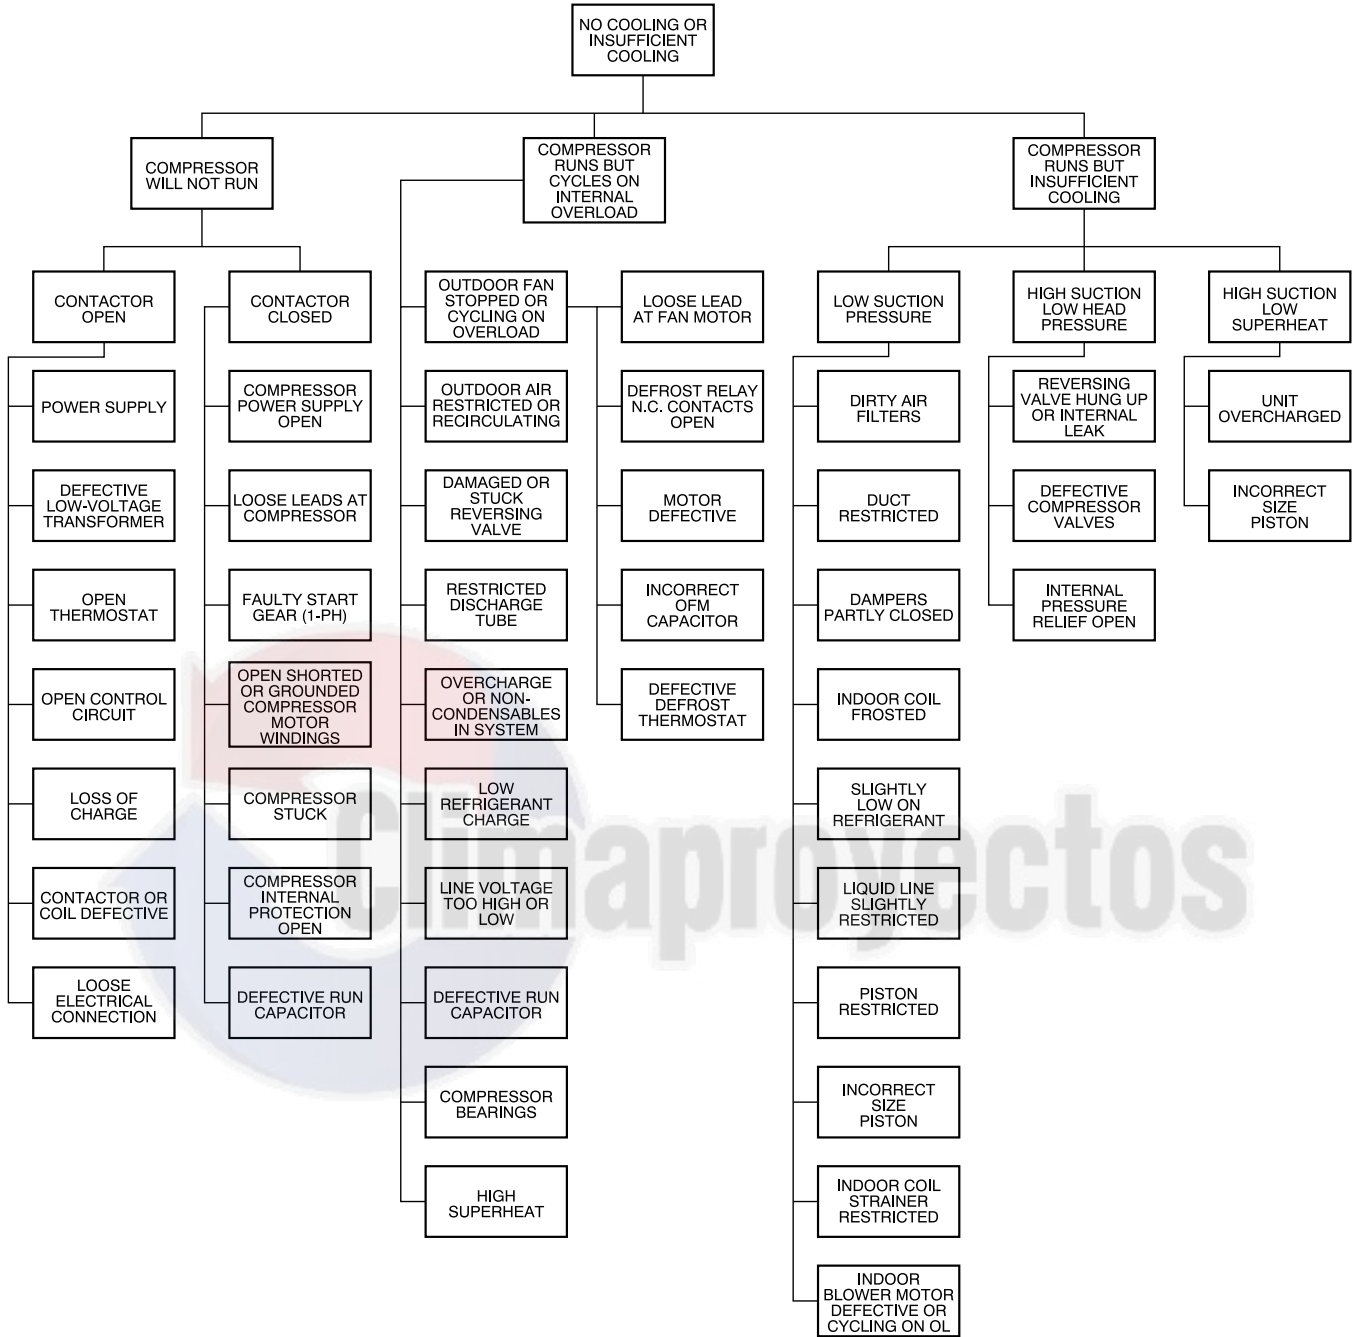 NO COOLING OR
INSUFFICIENT
COOLING
COMPRESSOR
WILL NOT RUN
COMPRESSOR
RUNS BUT
CYCLES ON
INTERNAL
OVERLOAD
COMPRESSOR
RUNS BUT
INSUFFICIENT
COOLING
CONTACTOR
OPEN
POWER SUPPLY
DEFECTIVE
LOW-VOLTAGE
TRANSFORMER
OPEN
THERMOSTAT
OPEN CONTROL
CIRCUIT
LOSS OF
CHARGE
CONTACTOR OR
COIL DEFECTIVE
LOOSE
ELECTRICAL
CONNECTION
CONTACTOR
CLOSED
COMPRESSOR
POWER SUPPLY
OPEN
LOOSE LEADS AT
COMPRESSOR
FAULTY START
GEAR (1-PH)
OPEN SHORTED
OR GROUNDED
COMPRESSOR
MOTOR
WINDINGS
COMPRESSOR
STUCK
COMPRESSOR
INTERNAL
PROTECTION
OPEN
DEFECTIVE RUN
CAPACITOR
OUTDOOR FAN
STOPPED OR
CYCLING ON
OVERLOAD
OUTDOOR AIR
RESTRICTED OR
RECIRCULATING
DAMAGED OR
STUCK
REVERSING
VALVE
RESTRICTED
DISCHARGE
TUBE
OVERCHARGE
OR NON-
CONDENSABLES
IN SYSTEM
LOW
REFRIGERANT
CHARGE
LINE VOLTAGE
TOO HIGH OR
LOW
DEFECTIVE RUN
CAPACITOR
COMPRESSOR
BEARINGS
HIGH
SUPERHEAT
LOOSE LEAD
AT FAN MOTOR
DEFROST RELAY
N.C. CONTACTS
OPEN
MOTOR
DEFECTIVE
INCORRECT
OFM
CAPACITOR
DEFECTIVE
DEFROST
THERMOSTAT
LOW SUCTION
PRESSURE
DIRTY AIR
FILTERS
DUCT
RESTRICTED
DAMPERS
PARTLY CLOSED
INDOOR COIL
FROSTED
SLIGHTLY
LOW ON
REFRIGERANT
LIQUID LINE
SLIGHTLY
RESTRICTED
PISTON
RESTRICTED
INCORRECT
SIZE
PISTON
INDOOR COIL
STRAINER
RESTRICTED
INDOOR
BLOWER MOTOR
DEFECTIVE OR
CYCLING ON OL
HIGH SUCTION
LOW HEAD
PRESSURE
REVERSING
VALVE HUNG UP
OR INTERNAL
LEAK
DEFECTIVE
COMPRESSOR
VALVES
INTERNAL
PRESSURE
RELIEF OPEN
HIGH SUCTION
LOW
SUPERHEAT
UNIT
OVERCHARGED
INCORRECT
SIZE
PISTON
Climaproyectos